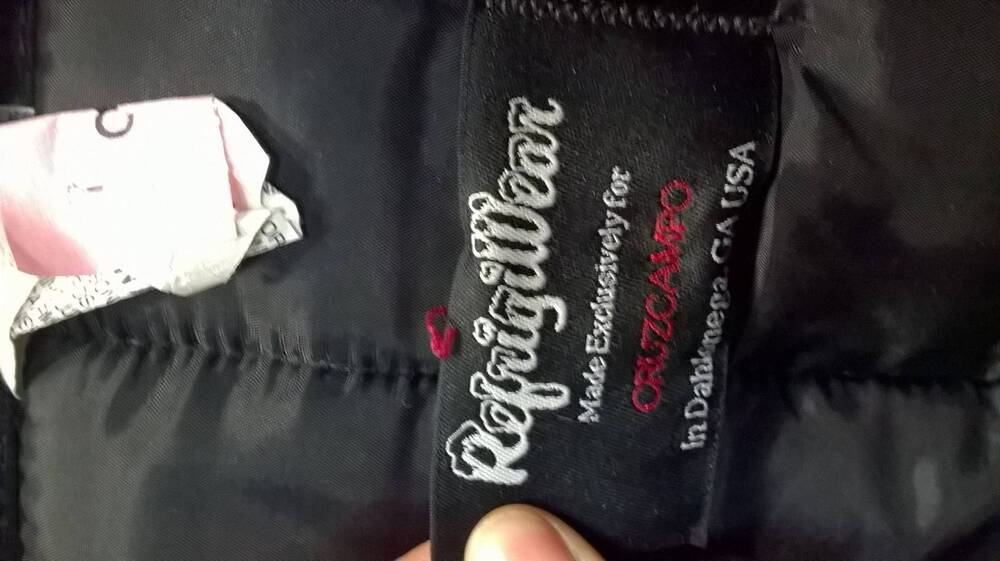 RefrigiWear
Made Exclusively for
CRUZCAMPO
In Dahlonega, GA USA